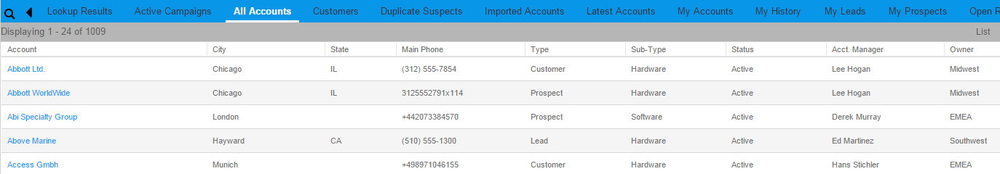 Lookup Results Active Campaigns All Accounts Customers Duplicate Suspects Imported Accounts Latest Accounts My Accounts My History My Leads My Prospects Open R
Displaying 1 - 24 of 1009 List
Account City State Main Phone Type Sub-Type Status Acct. Manager Owner
Abbott Ltd. Chicago IL (312) 555-7854 Customer Hardware Active Lee Hogan Midwest
Abbott WorldWide Chicago IL 3125552791x114 Prospect Hardware Active Lee Hogan Midwest
Abi Specialty Group London +442073384570 Prospect Software Active Derek Murray EMEA
Above Marine Hayward CA (510) 555-1300 Lead Hardware Active Ed Martinez Southwest
Access Gmbh Munich +498971046155 Customer Hardware Active Hans Stichler EMEA